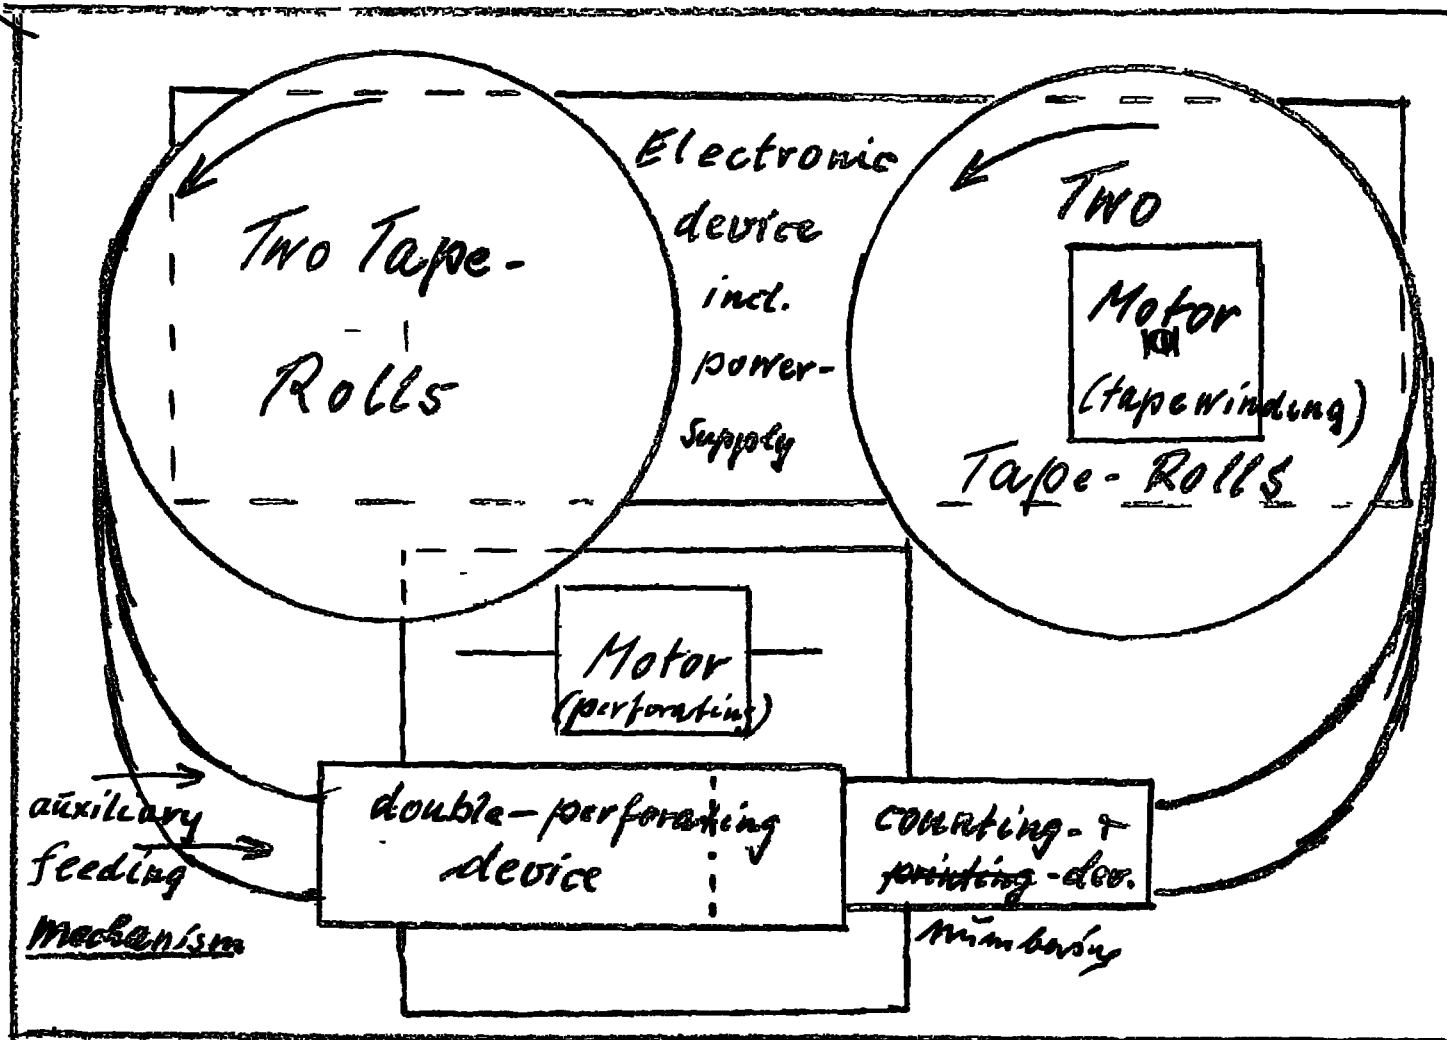 Two Tape-
Rolls
Electronic
device
incl.
power-
supply
Two
Motor
(tapewinding)
Tape-Rolls
Motor
(perforating)
auxiliary
feeding
mechanism
double-perforating
device
counting- &
printing-dev.
numbering